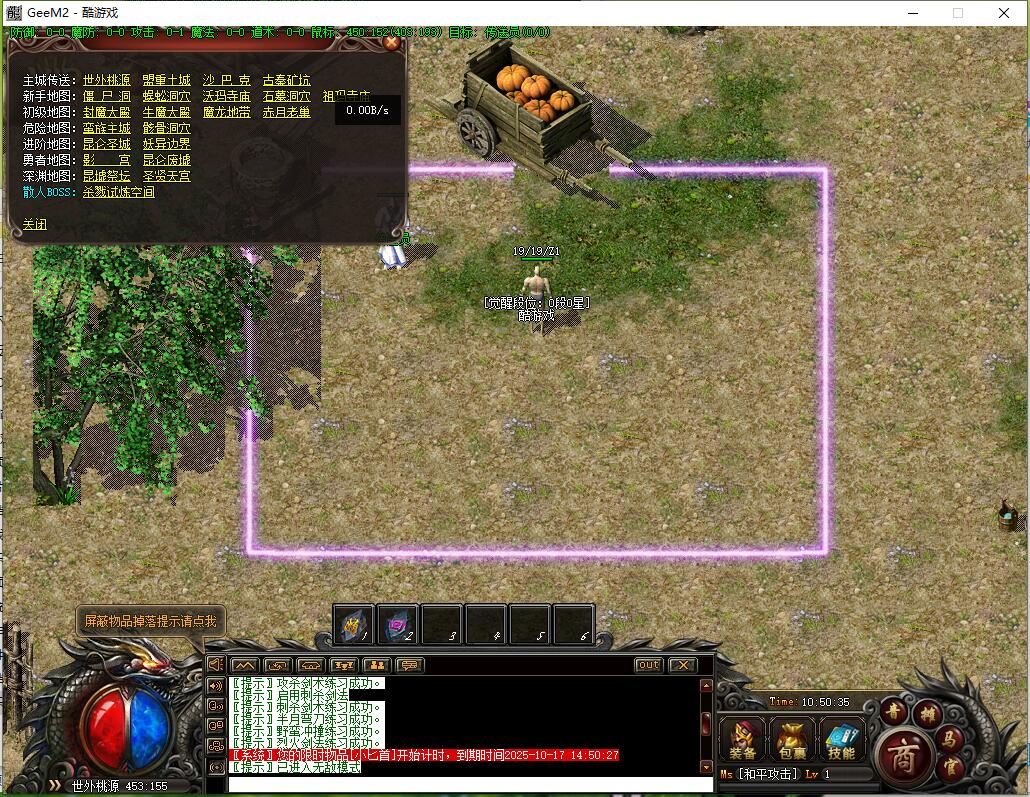 GeeM2 - 酷游戏
防御: 0-0 魔防: 0-0 攻击: 0-1 魔法: 0-0 道术: 0-0 鼠标: 450:152(408:193) 目标: 传送员(0/0)
主城传送: 世外桃源 盟重土城 沙 巴 克 古秦矿坑
新手地图: 僵 尸 洞 蜈蚣洞穴 沃玛寺庙 石墓洞穴 祖玛寺庙
初级地图: 封魔大殿 牛魔大殿 魔龙地带 赤月老巢
0.00B/s
危险地图: 蛮族主城 骸骨洞穴
进阶地图: 昆仑圣城 妖异边界
勇者地图: 影 宫 昆仑废墟
深渊地图: 昆墟祭坛 圣贤天宫
散人BOSS: 杀戮试炼空间
关闭
员
19/19/Z1
[觉醒段位: 0段0星]
酷游戏
屏蔽物品掉落提示请点我
1 2 3 4 5 6
out
[提示]攻杀剑术练习成功。
[提示]启用刺杀剑法
[提示]刺杀剑术练习成功。
[提示]半月弯刀练习成功。
[提示]野蛮冲撞练习成功。
[提示]烈火剑法练习成功。
[系统]您的限时物品[小匕首]开始计时，到期时间2025-10-17 14:50:27
[提示]已进入无敌模式
Time: 10:50:35
装备 包裹 技能
商
马
官
Ms [和平攻击] Lv 1
世外桃源 453:155